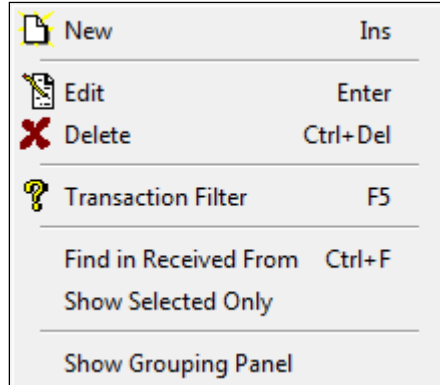 New Ins
Edit Enter
Delete Ctrl+Del
Transaction Filter F5
Find in Received From Ctrl+F
Show Selected Only
Show Grouping Panel